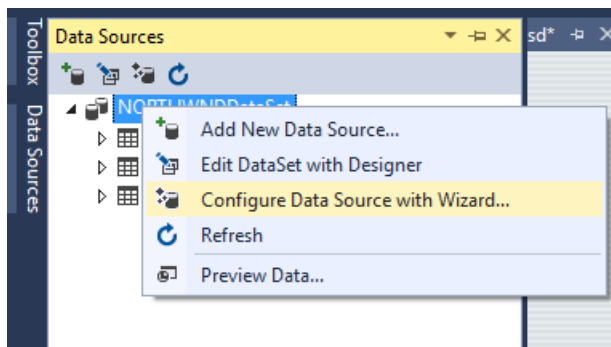 Toolbox
Data Sources
Data Sources
sd*
NORTHWNDDataSet
Add New Data Source...
Edit DataSet with Designer
Configure Data Source with Wizard...
Refresh
Preview Data...